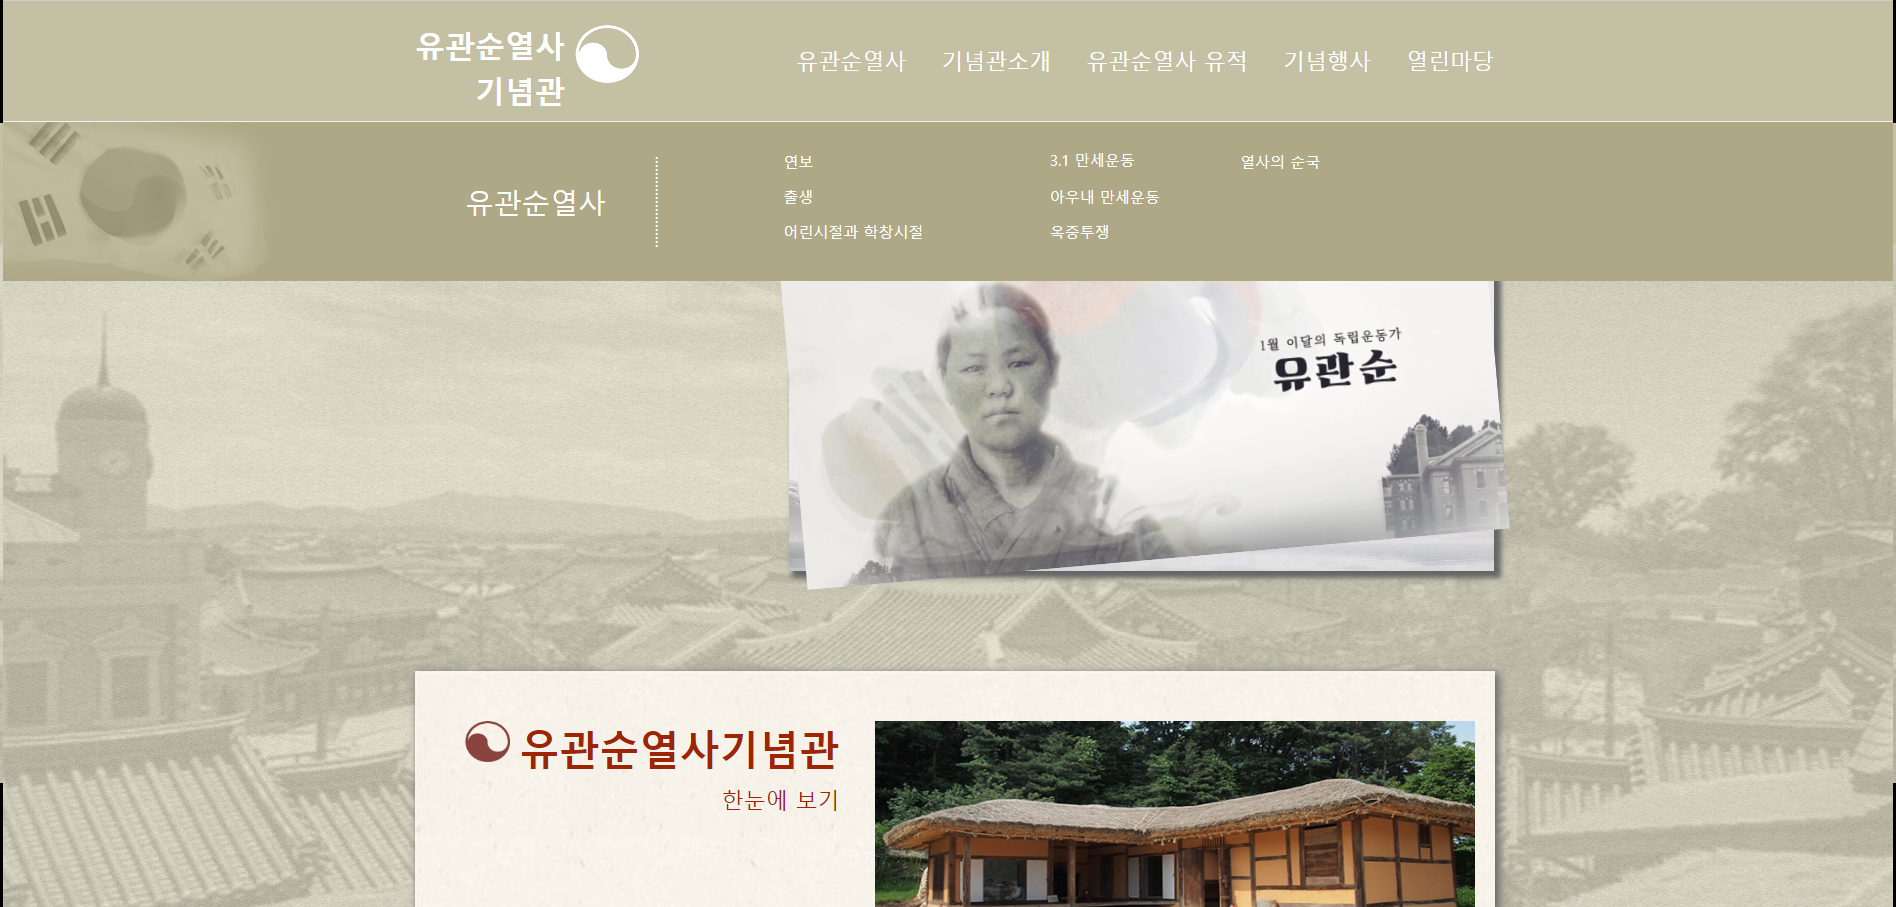 유관순열사
기념관
유관순열사 기념관소개 유관순열사 유적 기념행사 열린마당
유관순열사
연보
출생
어린시절과 학창시절
3.1 만세운동
아우내 만세운동
옥중투쟁
열사의 순국
1월 이달의 독립운동가
유관순
유관순열사기념관
한눈에 보기